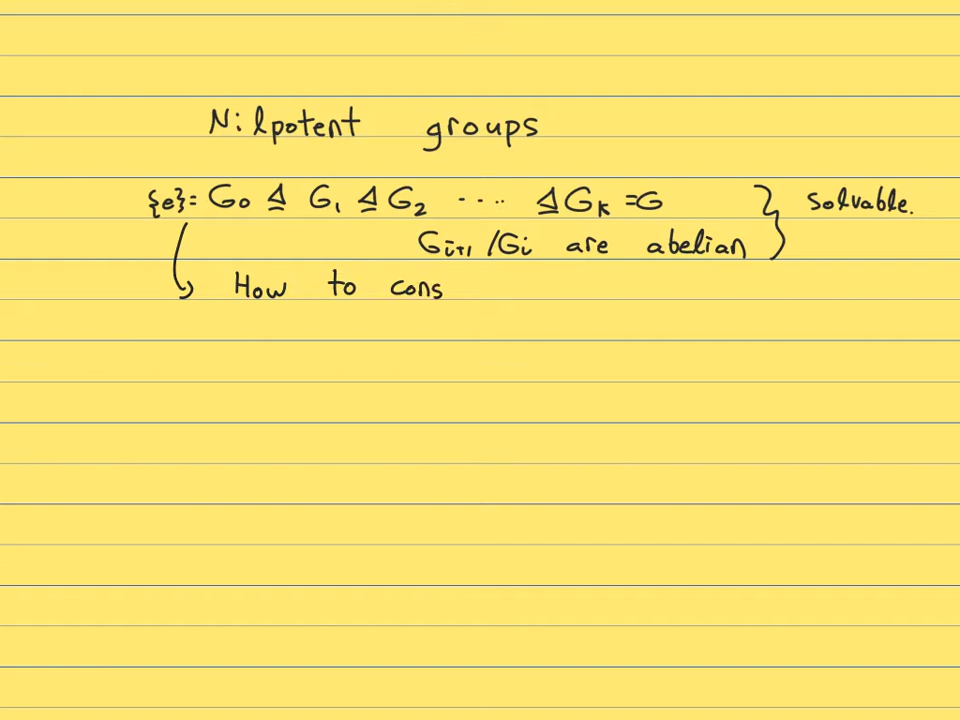 Nilpotent groups
{e}= G₀ ⊴ G₁ ⊴ G₂ ···· ⊴ Gₖ = G } solvable.
Gᵢ₊₁ /Gᵢ are abelian
↳ How to cons